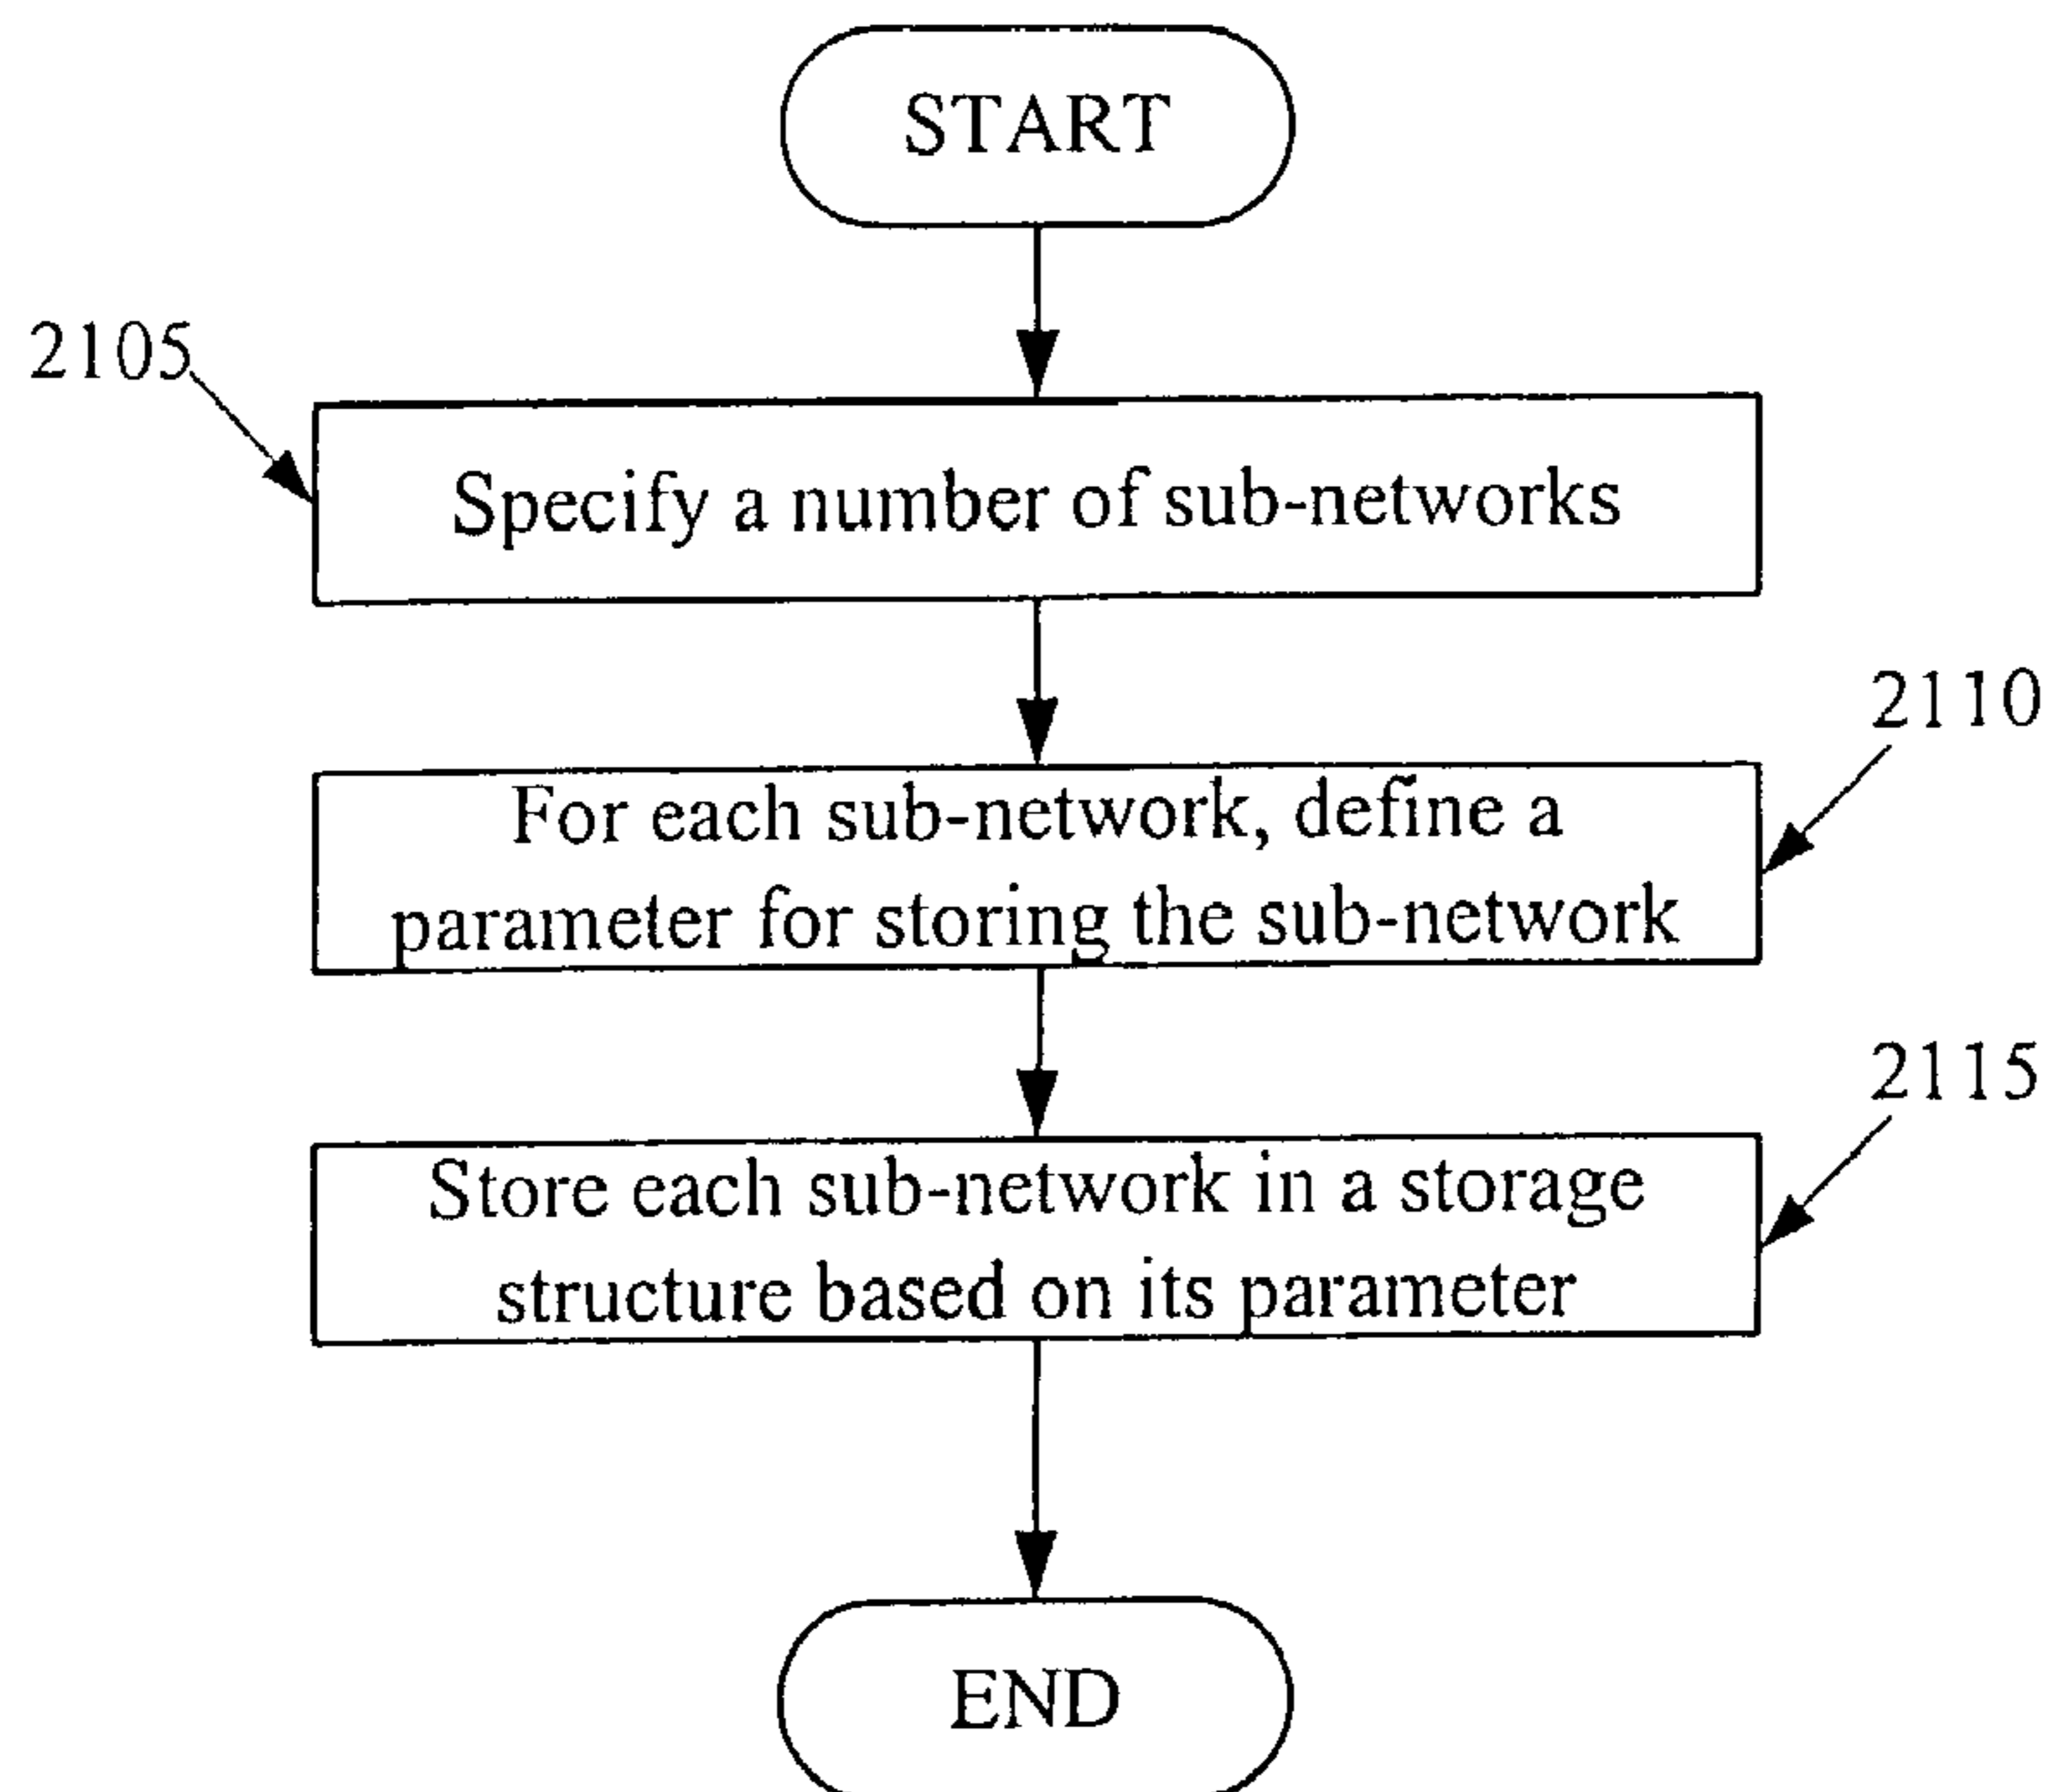 START
2105
Specify a number of sub-networks
2110
For each sub-network, define a
parameter for storing the sub-network
2115
Store each sub-network in a storage
structure based on its parameter
END